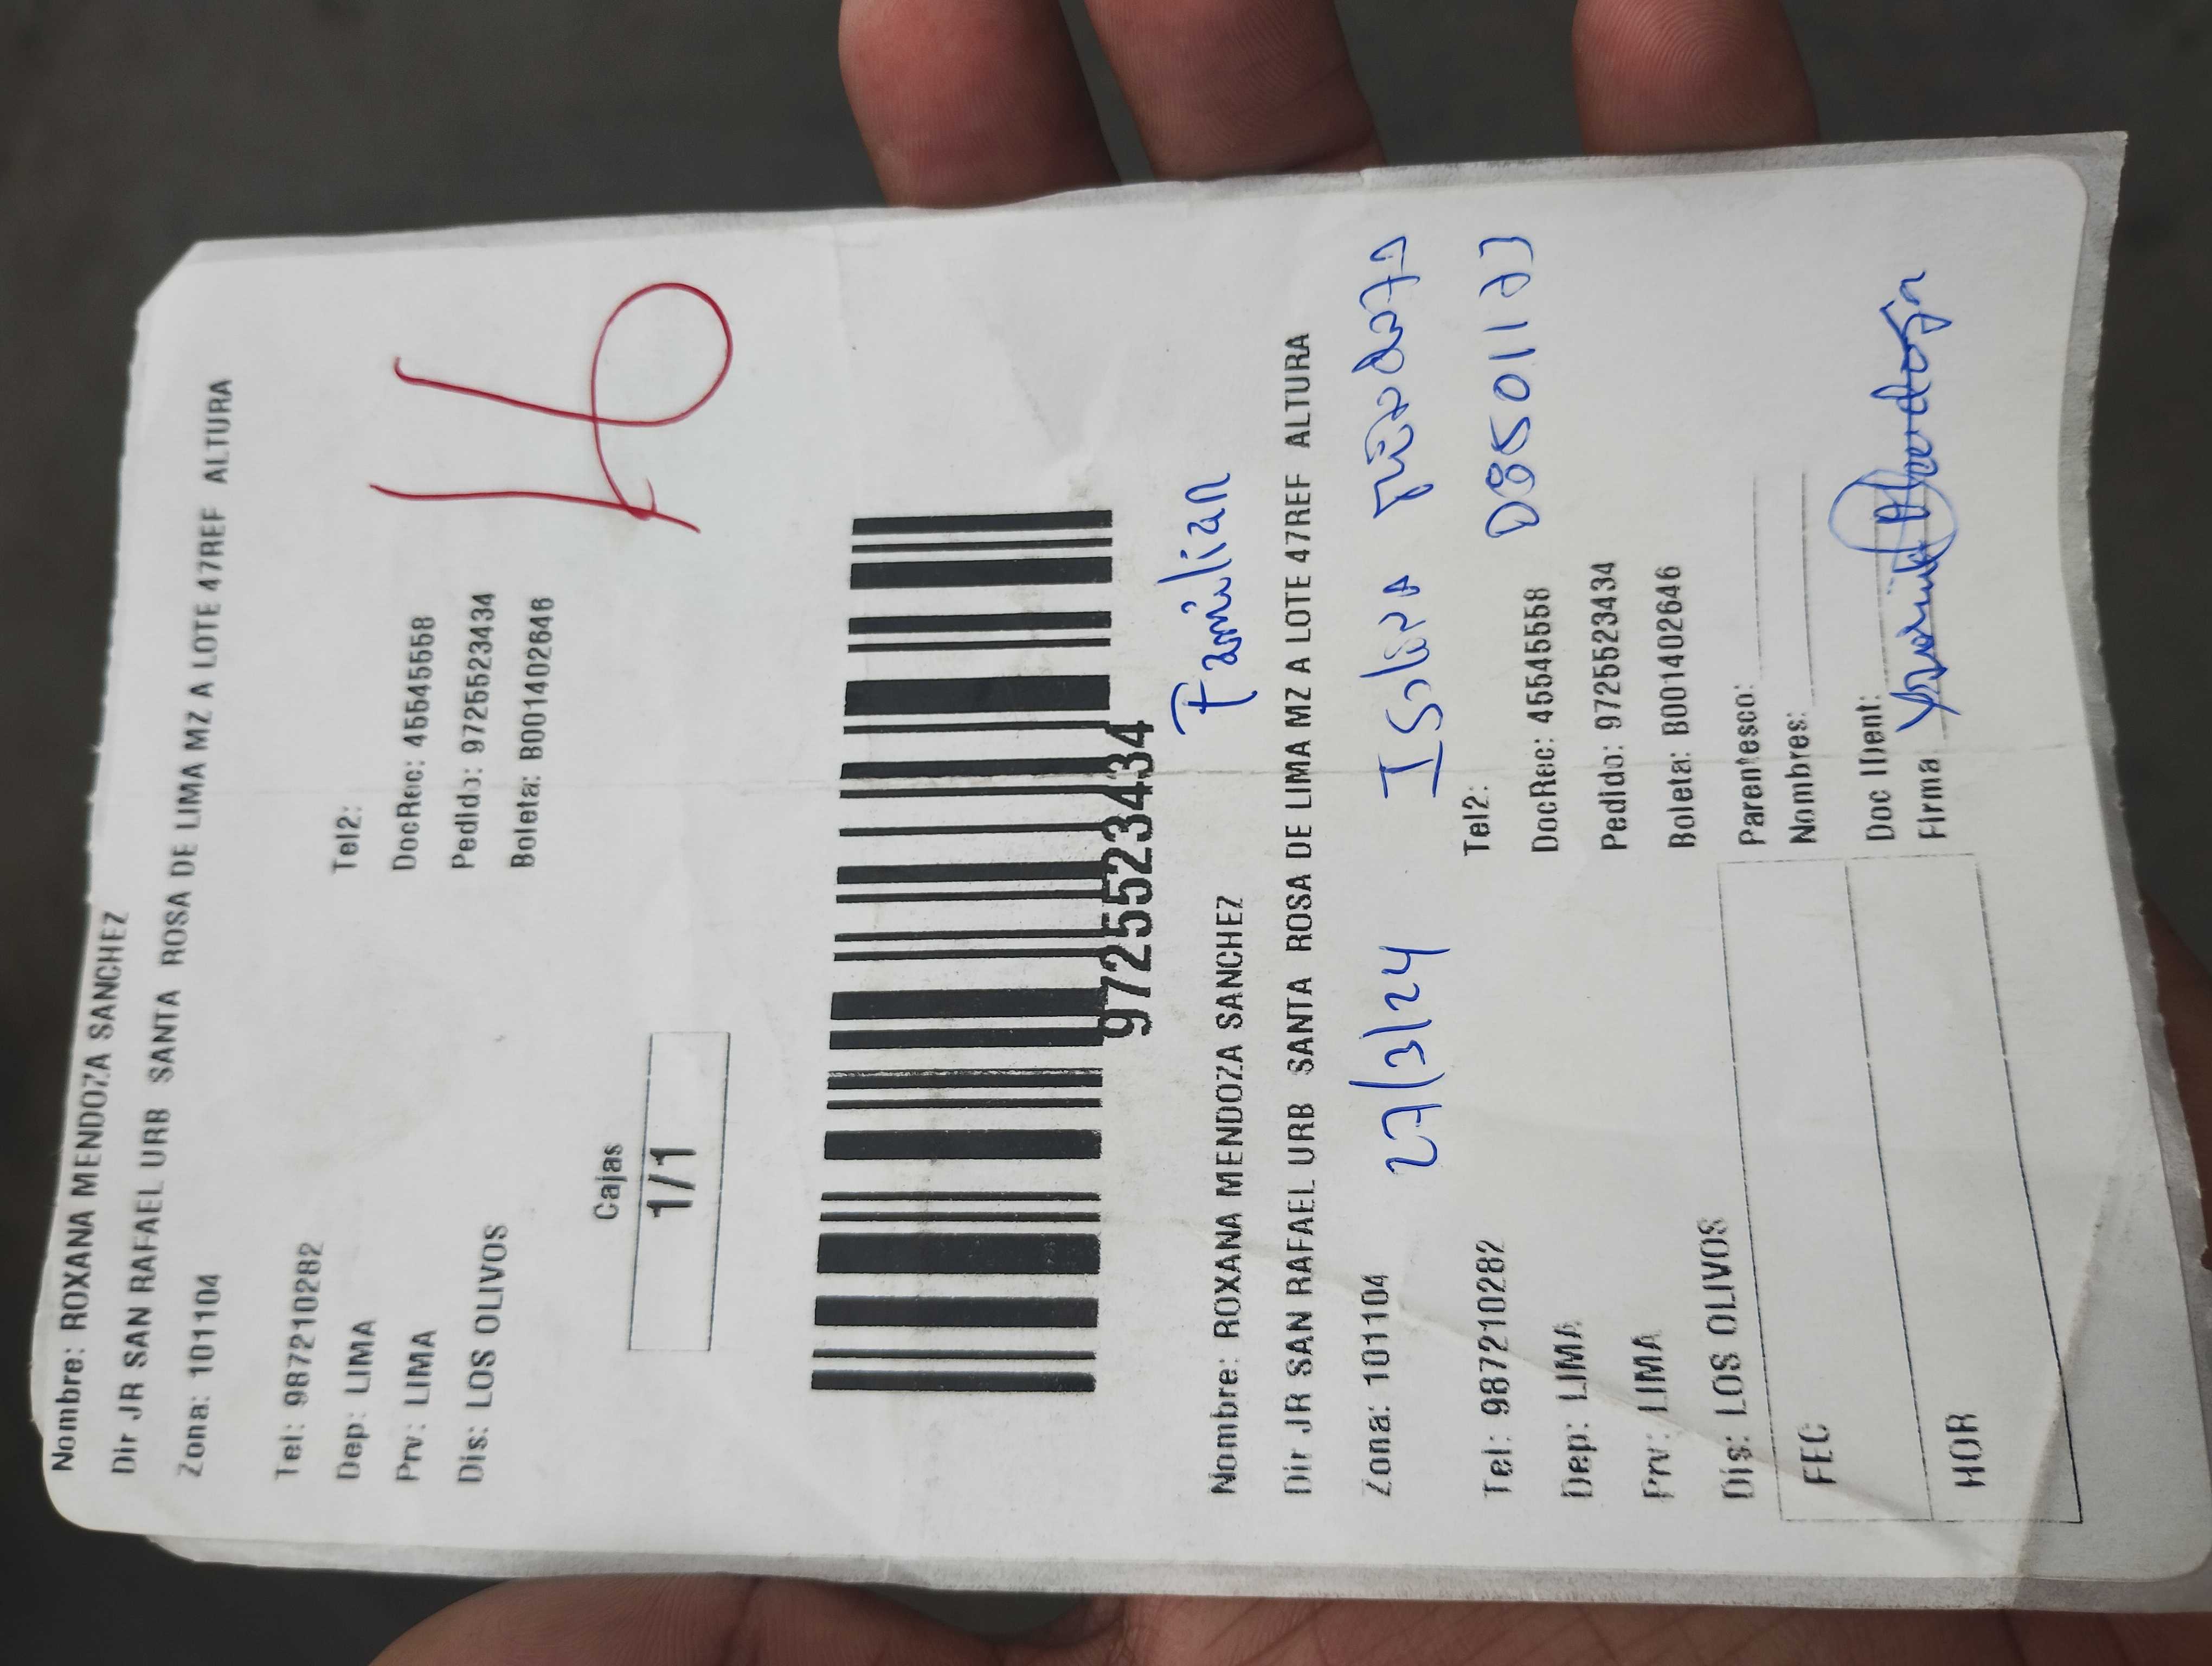 Nombre: ROXANA MENDOZA SANCHEZ
Dir JR SAN RAFAEL URB SANTA ROSA DE LIMA MZ A LOTE 47REF ALTURA
Zona: 101104
Tel: 987210282 Tel2:
Dep: LIMA DocRec: 45545558
Prv: LIMA Pedido: 9725523434
Dis: LOS OLIVOS Boleta: B001402646
Cajas
1/1
9725523434
Familiar
Nombre: ROXANA MENDOZA SANCHEZ
Dir JR SAN RAFAEL URB SANTA ROSA DE LIMA MZ A LOTE 47REF ALTURA
Zona: 101104 27/3/24 Mendoza
Tel: 987210282 Tel2:
Dep: LIMA DocRec: 45545558
Prv: LIMA Pedido: 9725523434
Dis: LOS OLIVOS Boleta: B001402646
FEC Parentesco:
Nombres:
HOR Doc IDent:
Firma